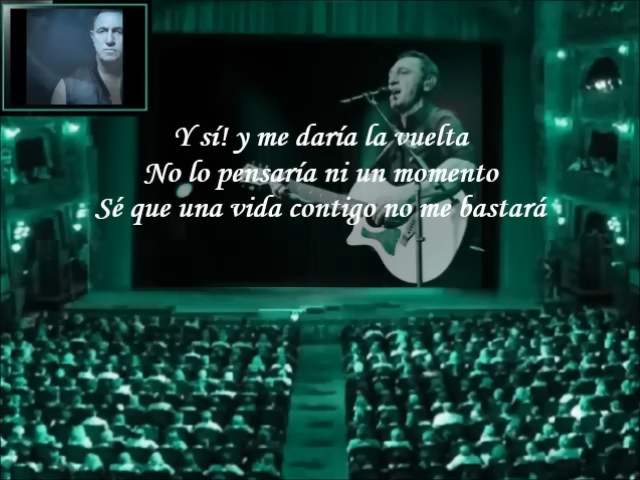 Y sí! y me daría la vuelta
No lo pensaría ni un momento
Sé que una vida contigo no me bastará